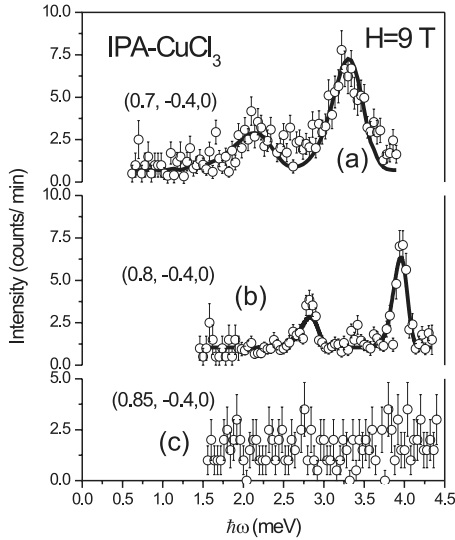 IPA-CuCl3
H=9 T
10.0
7.5
5.0
2.5
0.0
(0.7, -0.4,0)
(a)
10.0
7.5
5.0
2.5
0.0
(0.8, -0.4,0)
(b)
5.0
2.5
0.0
(0.85, -0.4,0)
(c)
Intensity (counts/ min)
0.0 0.5 1.0 1.5 2.0 2.5 3.0 3.5 4.0 4.5
ħω (meV)